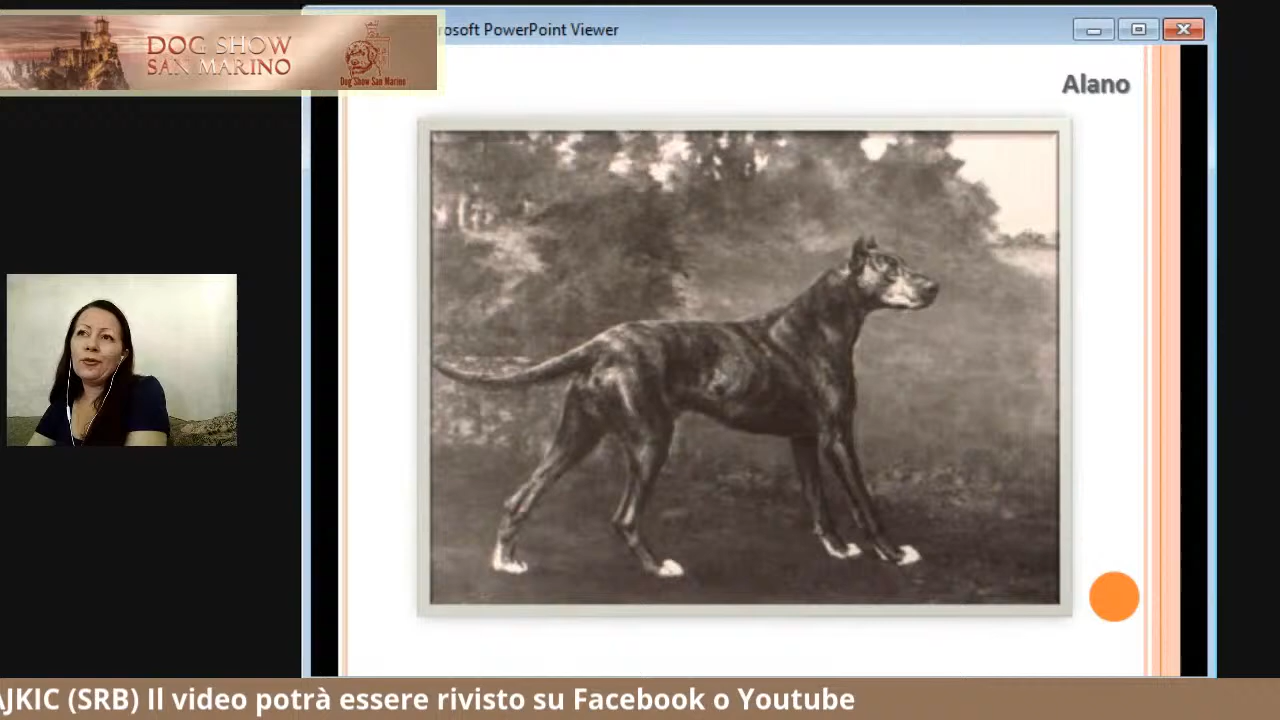 DOG SHOW
SAN MARINO
Dog Show San Marino
rosoft PowerPoint Viewer
Alano
AJKIC (SRB) Il video potrà essere rivisto su Facebook o Youtube